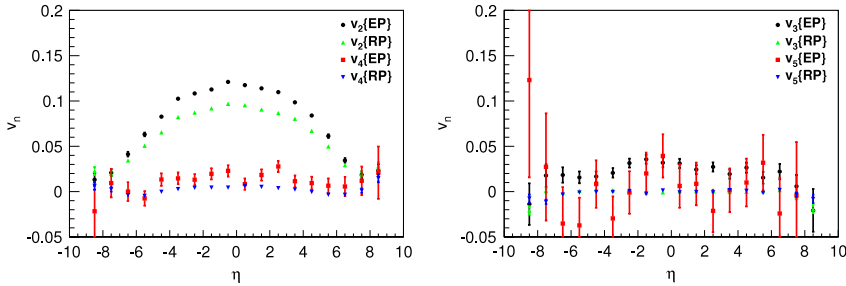 0.2
0.15
0.1
0.05
0
-0.05
v_n
-10 -8 -6 -4 -2 0 2 4 6 8 10
η
v_2{EP}
v_2{RP}
v_4{EP}
v_4{RP}
0.2
0.15
0.1
0.05
0
-0.05
v_n
-10 -8 -6 -4 -2 0 2 4 6 8 10
η
v_3{EP}
v_3{RP}
v_5{EP}
v_5{RP}